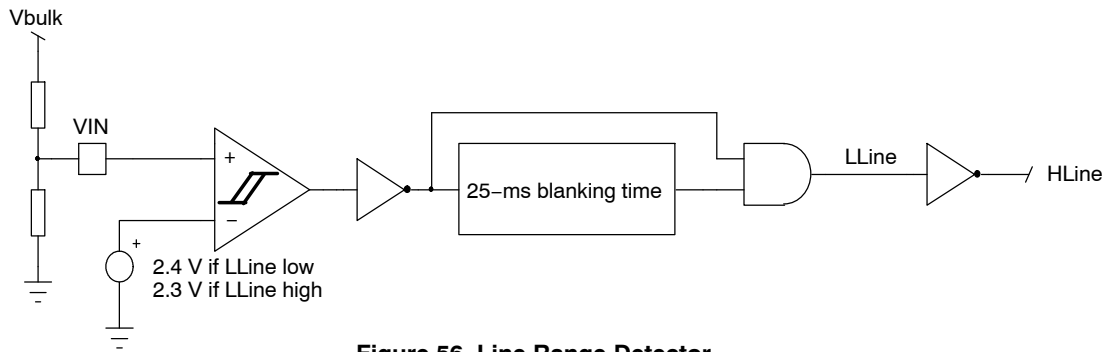 Vbulk
VIN
+
−
+
2.4 V if LLine low
2.3 V if LLine high
25−ms blanking time
LLine
HLine
Figure 56. Line Range Detector